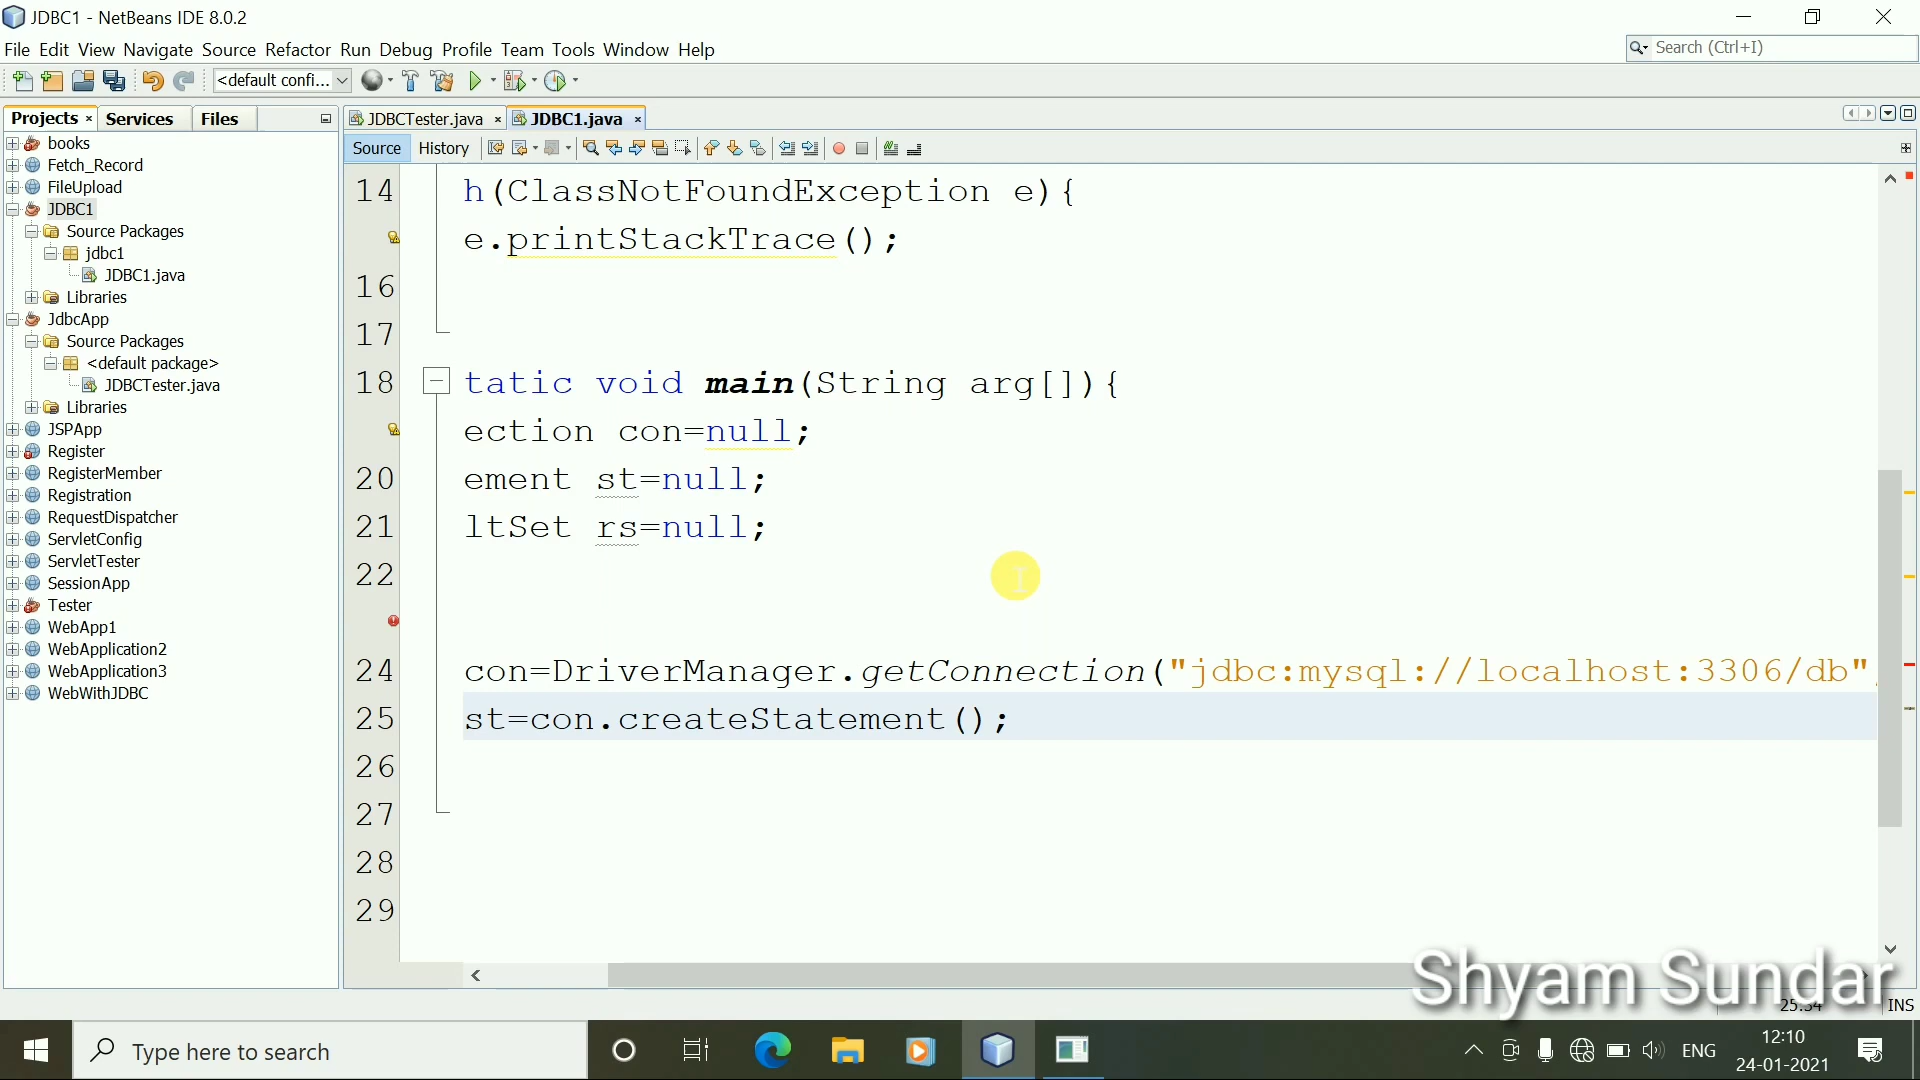 JDBC1 - NetBeans IDE 8.0.2
File Edit View Navigate Source Refactor Run Debug Profile Team Tools Window Help
Search (Ctrl+I)
<default confi...
Projects Services Files
JDBCTester.java JDBC1.java
Source History
books
Fetch_Record
FileUpload
JDBC1
Source Packages
jdbc1
JDBC1.java
Libraries
JdbcApp
Source Packages
<default package>
JDBCTester.java
Libraries
JSPApp
Register
RegisterMember
Registration
RequestDispatcher
ServletConfig
ServletTester
SessionApp
Tester
WebApp1
WebApplication2
WebApplication3
WebWithJDBC
14 h(ClassNotFoundException e){
e.printStackTrace();
16
17
18 tatic void main(String arg[]){
ection con=null;
20 ement st=null;
21 ltSet rs=null;
22
24 con=DriverManager.getConnection("jdbc:mysql://localhost:3306/db"
25 st=con.createStatement();
26
27
28
29
Shyam Sundar
INS
Type here to search
ENG
12:10
24-01-2021